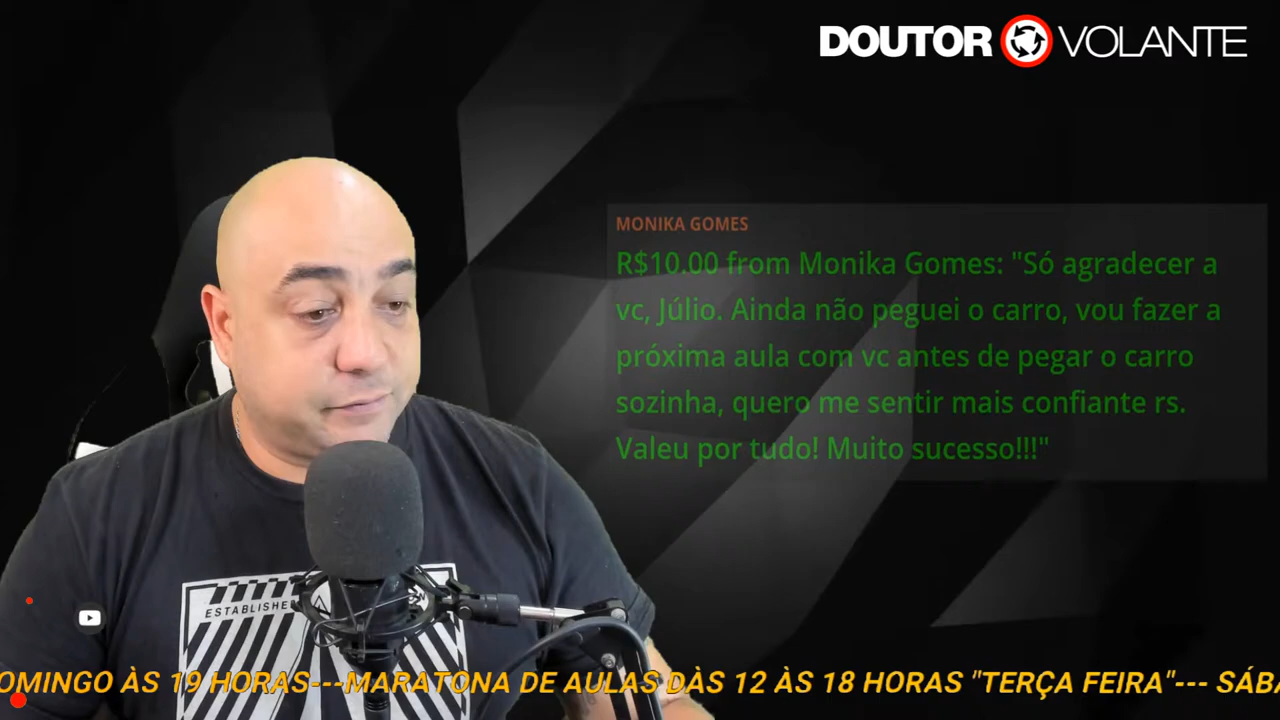 DOUTOR VOLANTE
MONIKA GOMES
R$10.00 from Monika Gomes: "Só agradecer a
vc, Júlio. Ainda não peguei o carro, vou fazer a
próxima aula com vc antes de pegar o carro
sozinha, quero me sentir mais confiante rs.
Valeu por tudo! Muito sucesso!!!"
OMINGO ÀS 19 HORAS---MARATONA DE AULAS DÀS 12 ÀS 18 HORAS "TERÇA FEIRA"--- SÁBA